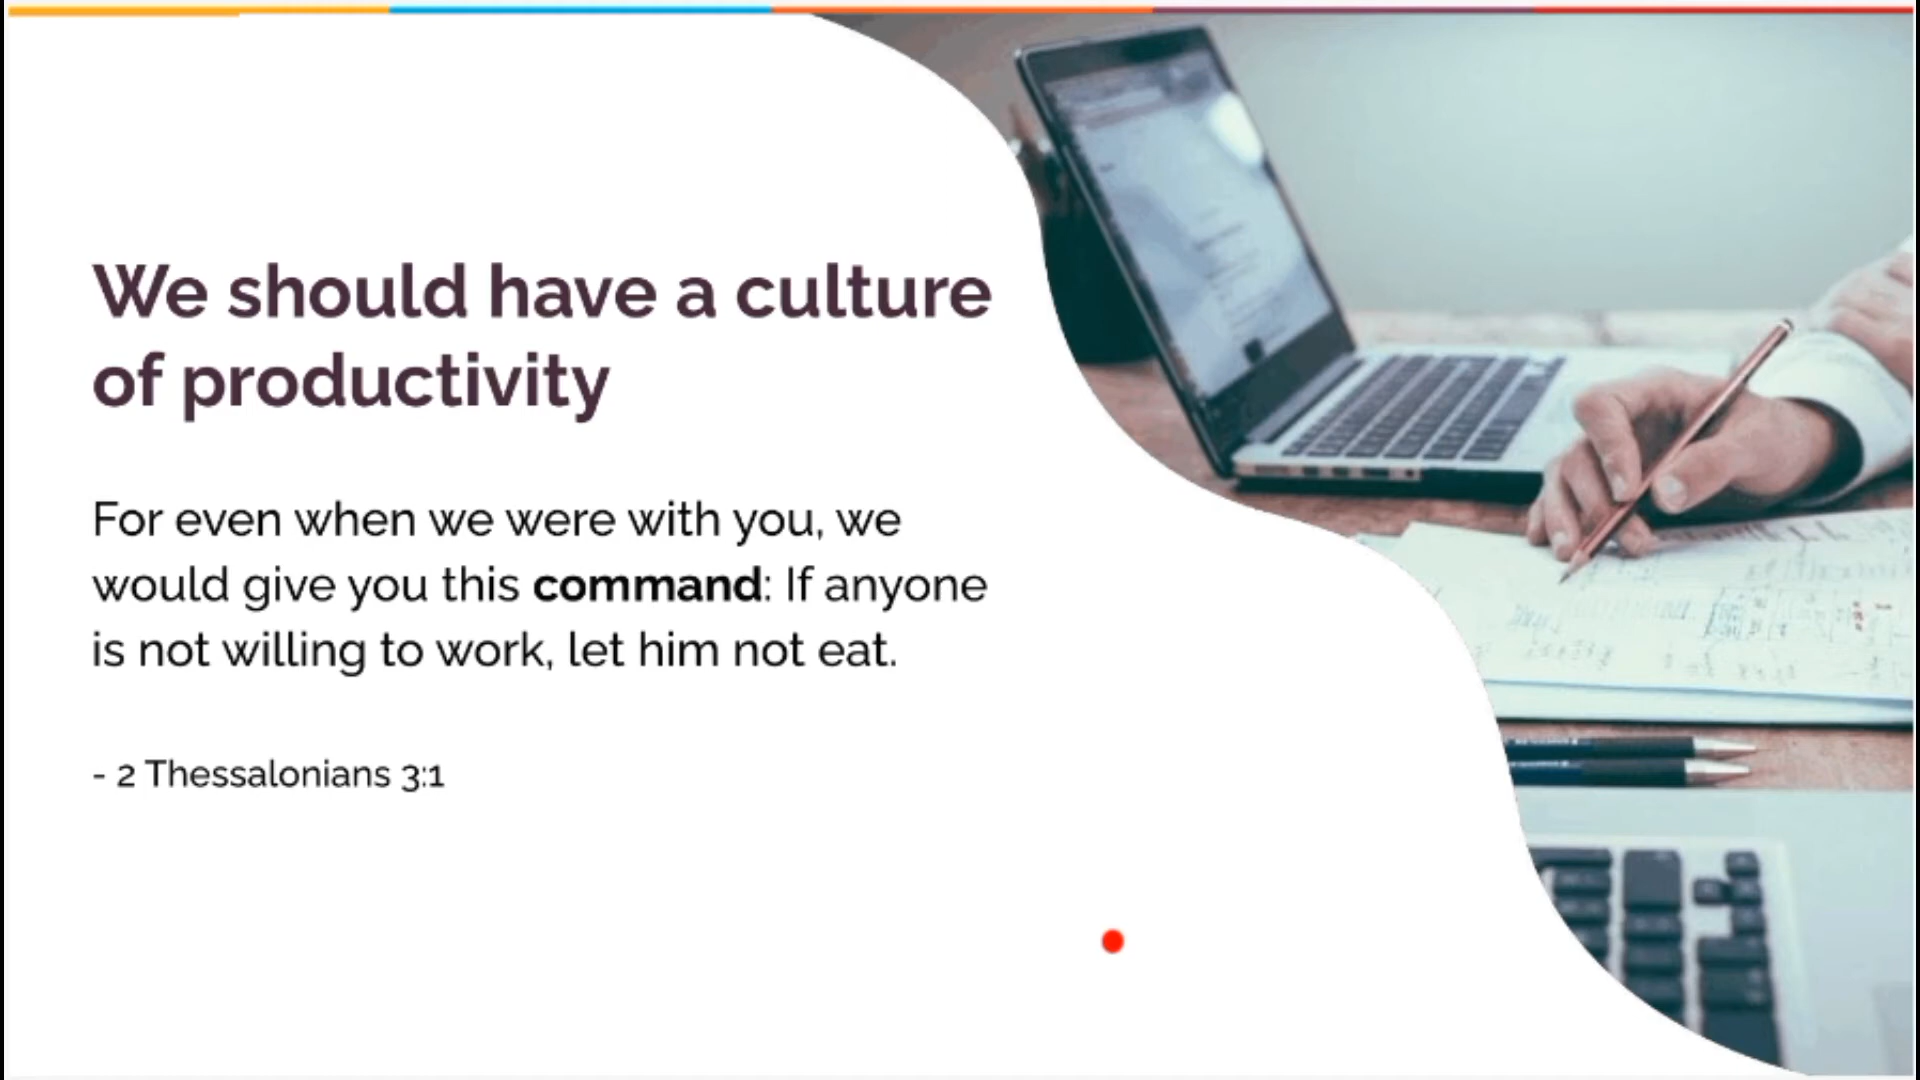 We should have a culture
of productivity
For even when we were with you, we
would give you this command: If anyone
is not willing to work, let him not eat.
- 2 Thessalonians 3:1